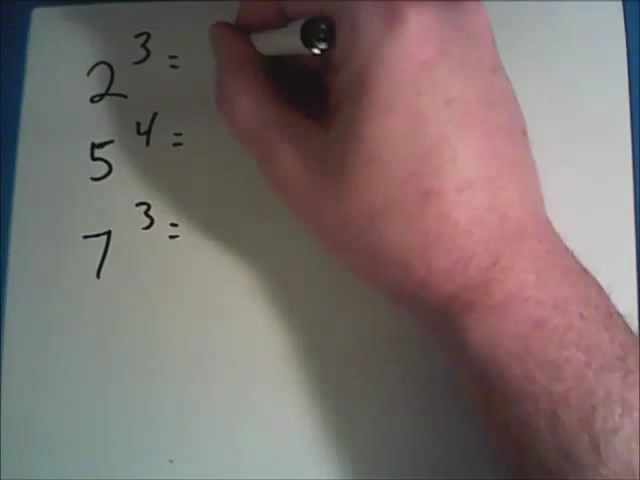 2³ =
5⁴ =
7³ =